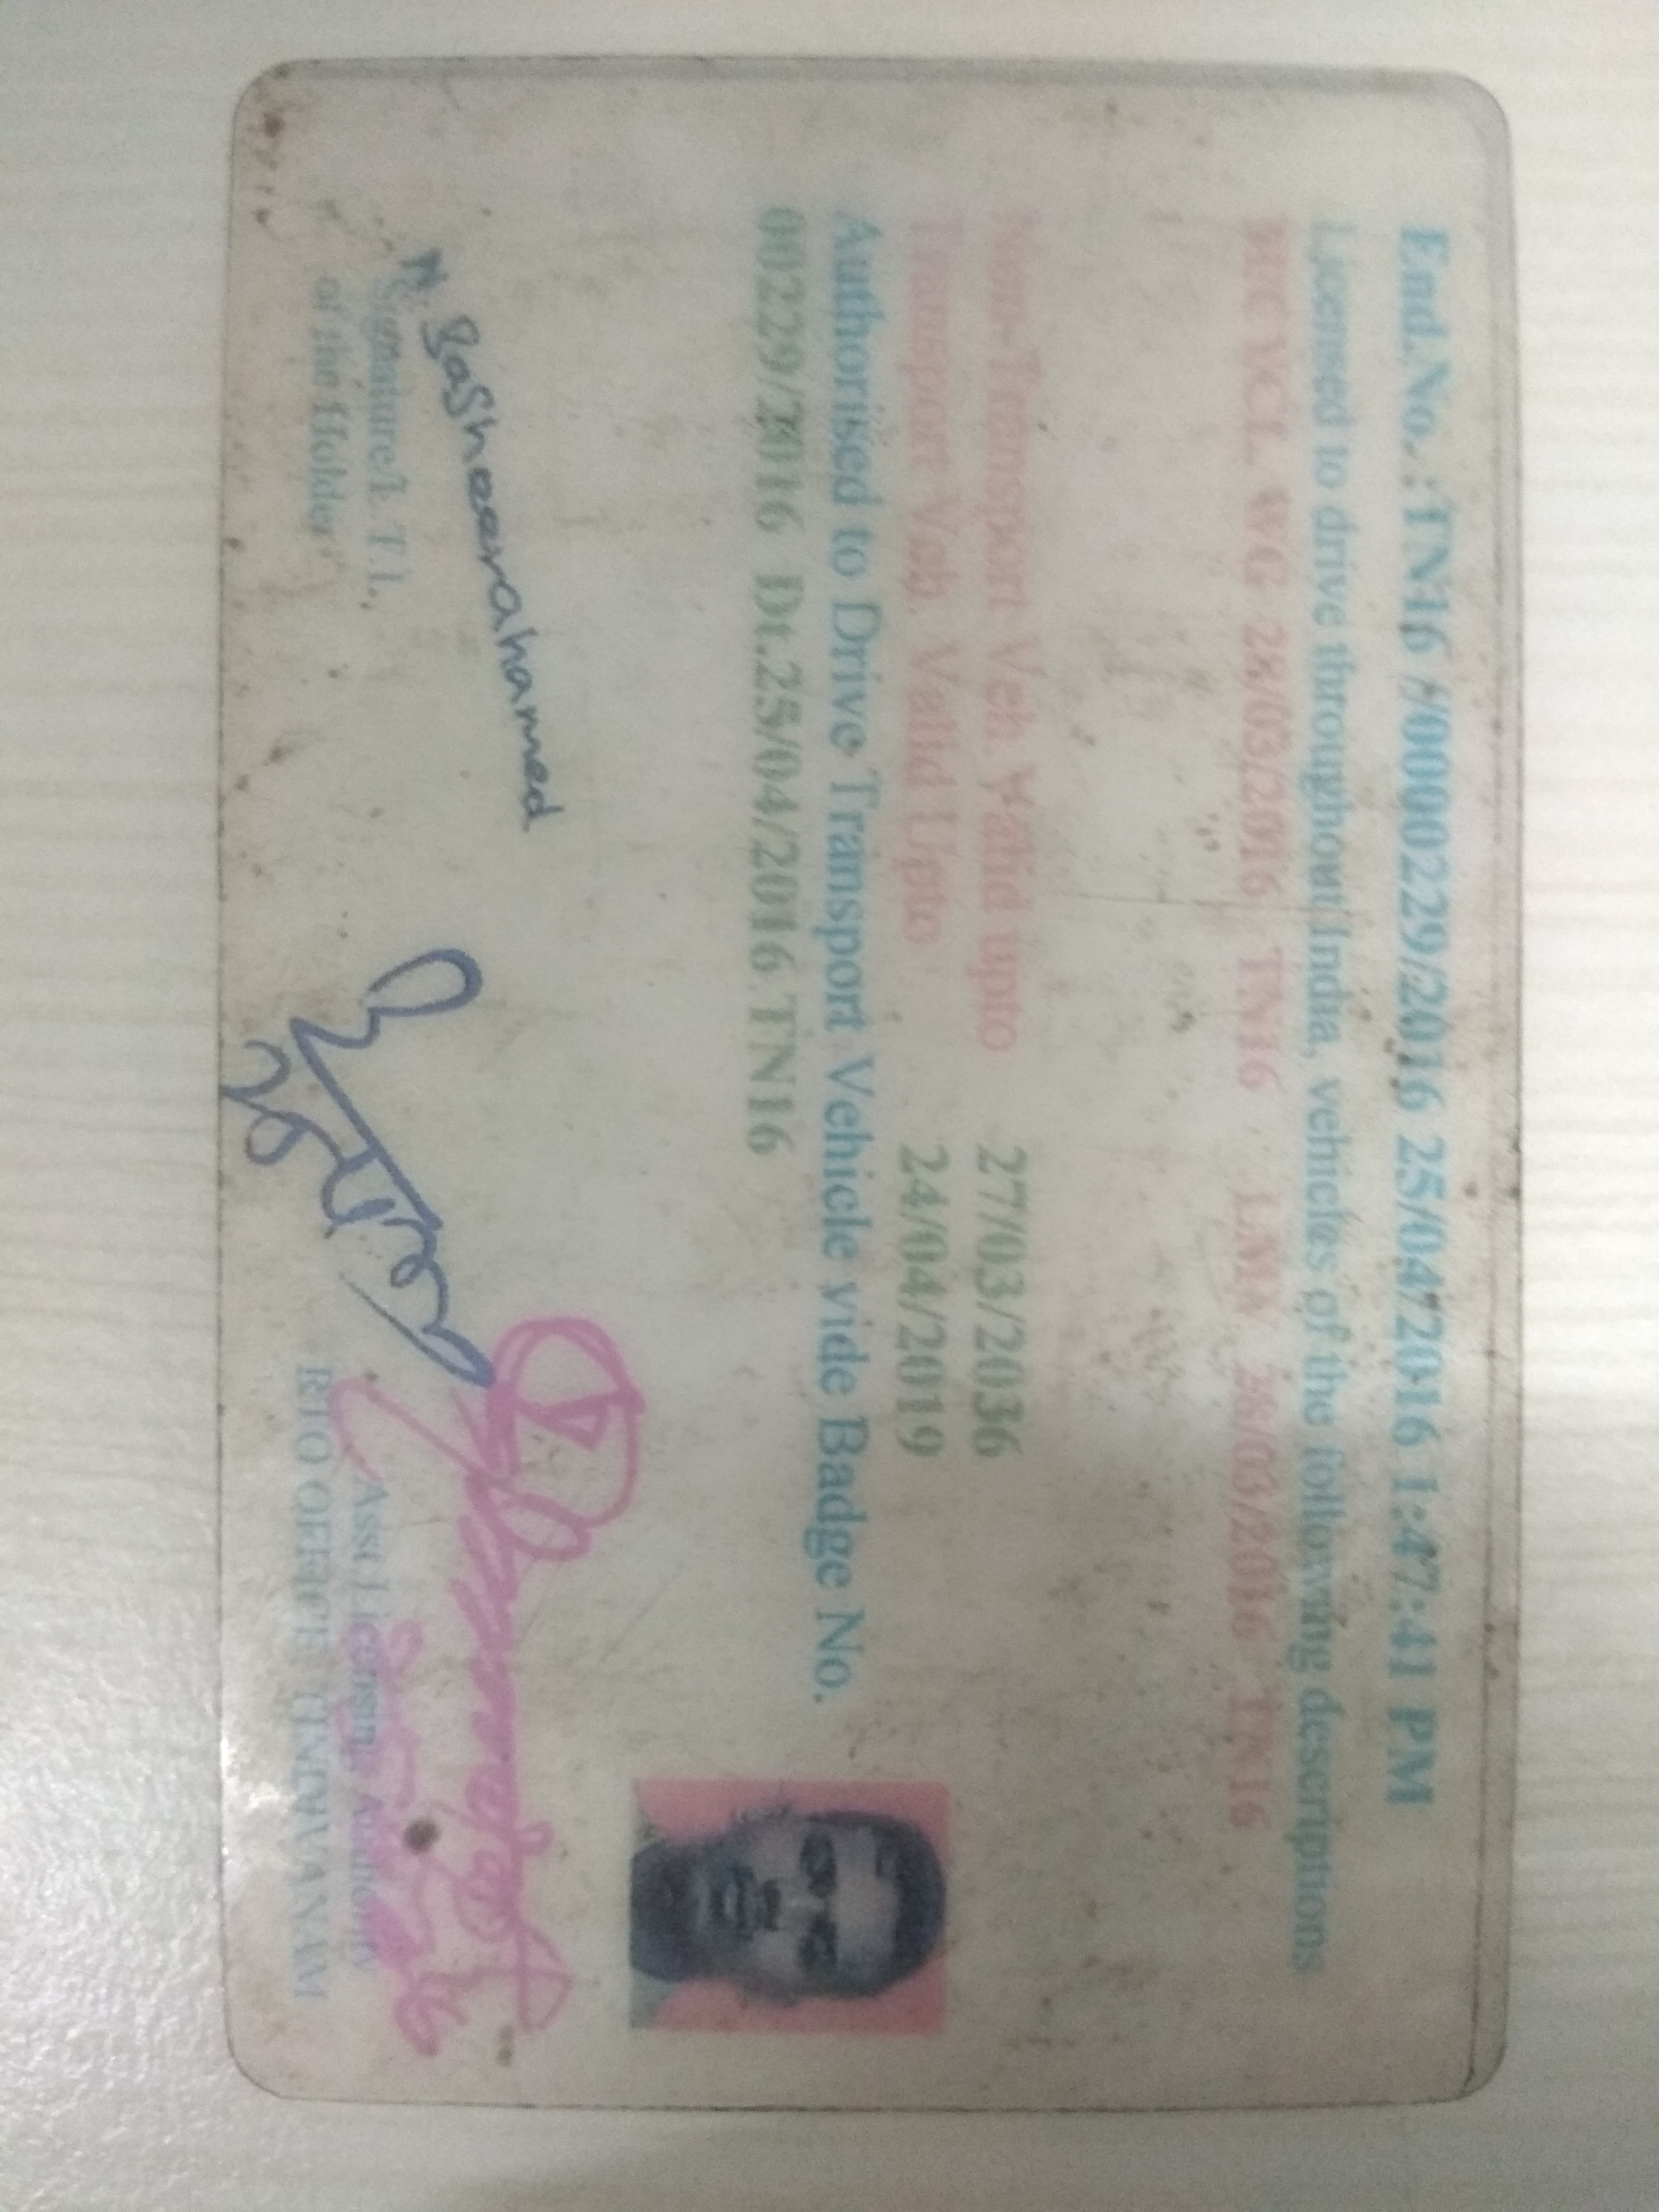 End.No. :TN16 /0000229/2016 25/04/2016 1:47:41 PM
Licensed to drive throughout India, vehicles of the following descriptions
MCYCL. WG 28/03/2016 TN16 LMV 28/03/2016 TN16
Non-Transport Veh Valid upto 27/03/2036
Transport Veh. Valid Upto 24/04/2019
Authorised to Drive Transport Vehicle vide Badge No.
00229/2016 Dt.25/04/2016 TN16
N. Basheerahamed
Signature/L.T.I.,
of the Holder
Asst Licensing Authority
RTO OFFICE TINDIVANAM